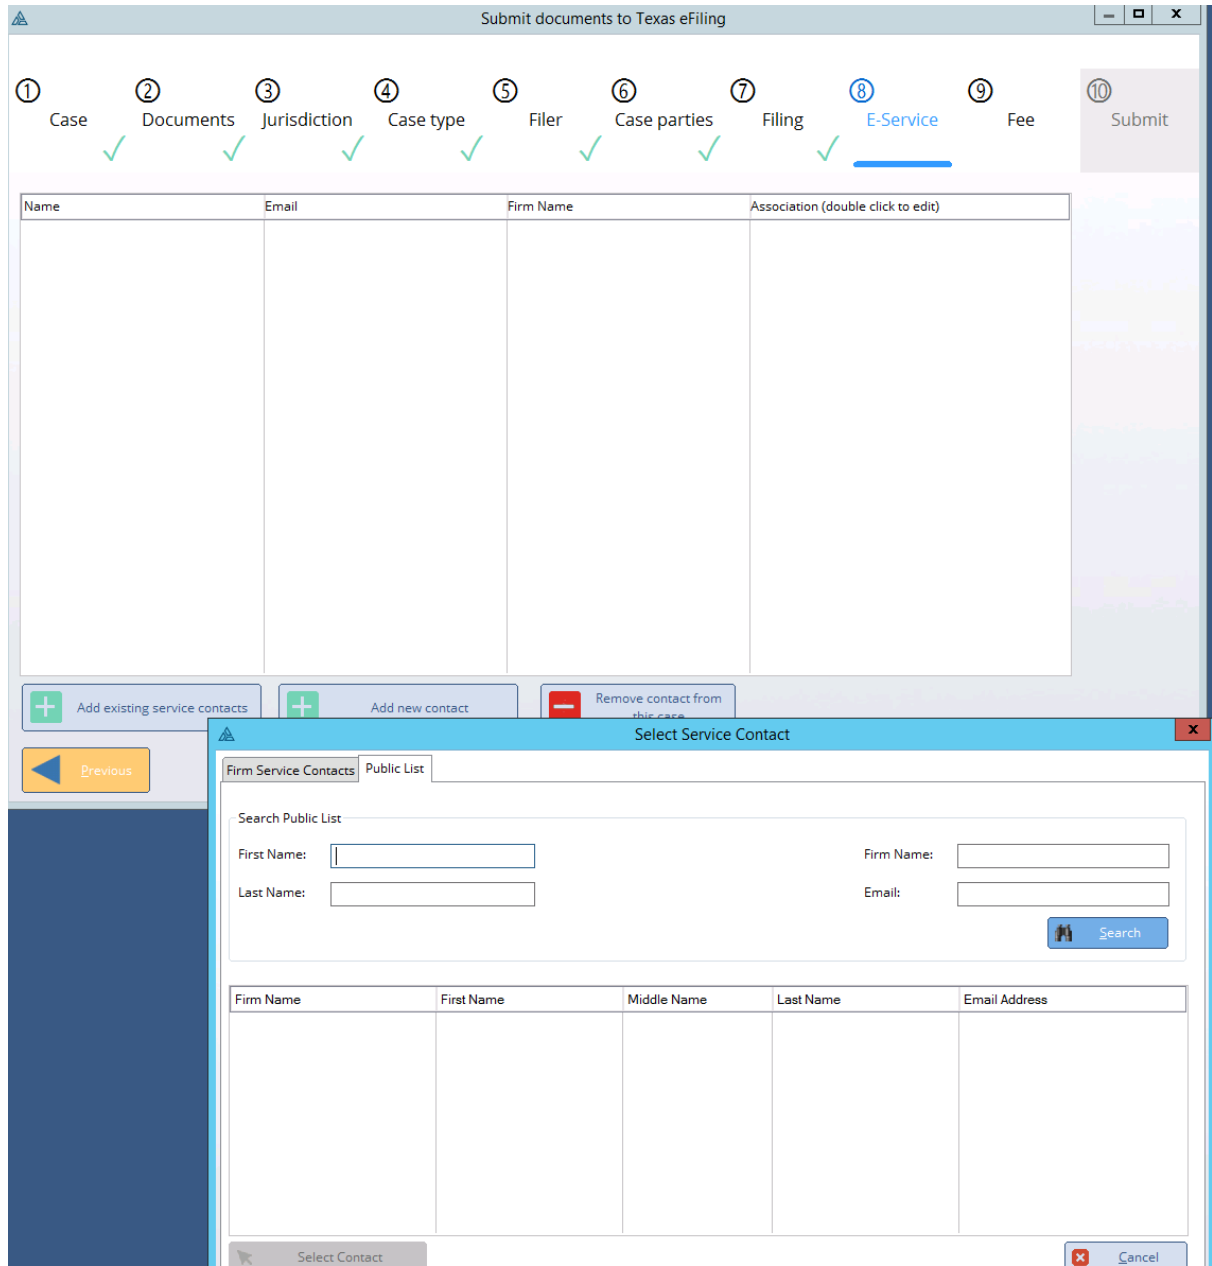 Submit documents to Texas eFiling
1 2 3 4 5 6 7 8 9 10
Case Documents Jurisdiction Case type Filer Case parties Filing E-Service Fee Submit
Name Email Firm Name Association (double click to edit)
Add existing service contacts Add new contact Remove contact from
this case
Select Service Contact
Previous
Firm Service Contacts Public List
Search Public List
First Name: Firm Name:
Last Name: Email:
Search
Firm Name First Name Middle Name Last Name Email Address
Select Contact Cancel